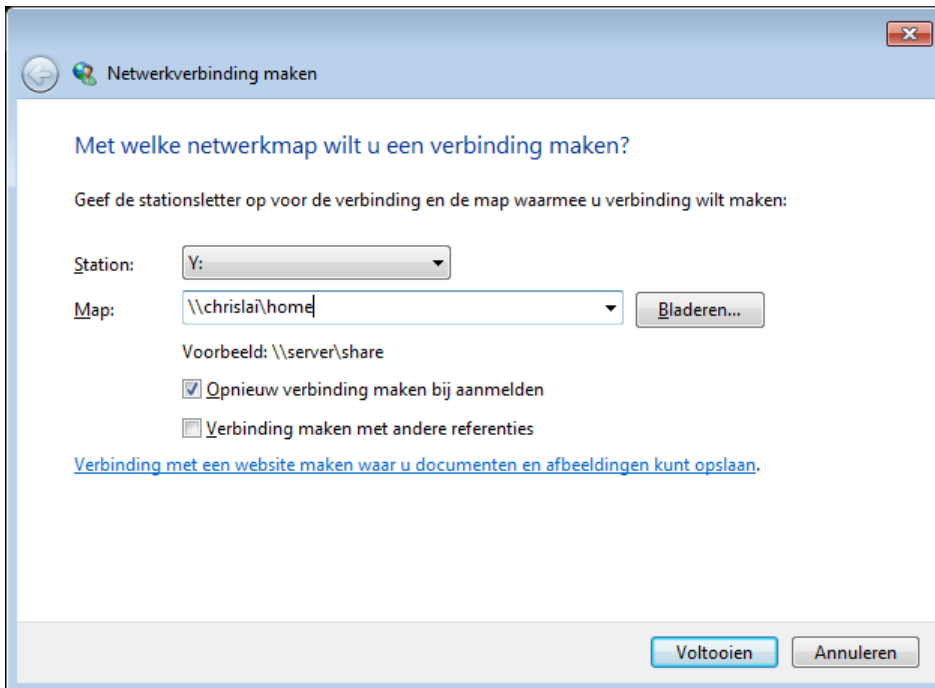 Netwerkverbinding maken
Met welke netwerkmap wilt u een verbinding maken?
Geef de stationsletter op voor de verbinding en de map waarmee u verbinding wilt maken:
Station: Y:
Map: \\chrislai\home Bladeren...
Voorbeeld: \\server\share
Opnieuw verbinding maken bij aanmelden
Verbinding maken met andere referenties
Verbinding met een website maken waar u documenten en afbeeldingen kunt opslaan.
Voltooien Annuleren